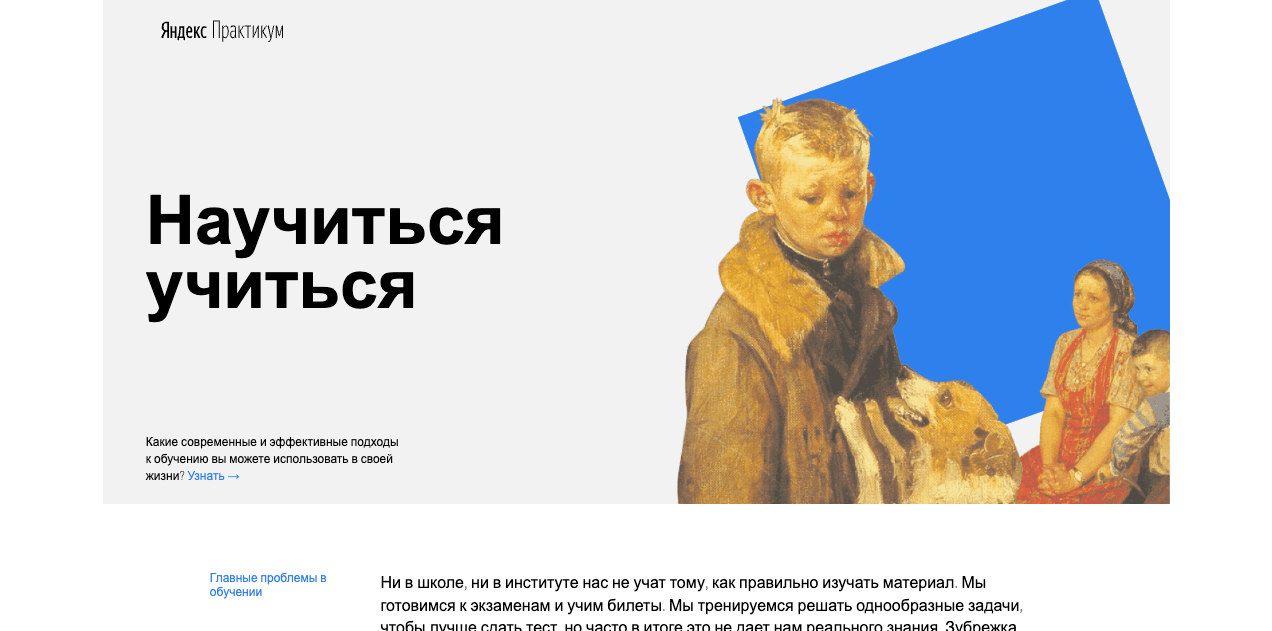 Яндекс Практикум
Научиться
учиться
Какие современные и эффективные подходы
к обучению вы можете использовать в своей
жизни? Узнать →
Главные проблемы в
обучении
Ни в школе, ни в институте нас не учат тому, как правильно изучать материал. Мы
готовимся к экзаменам и учим билеты. Мы тренируемся решать однообразные задачи,
чтобы лучше сдать тест, но часто в итоге это не дает нам реального знания. Зубрежка